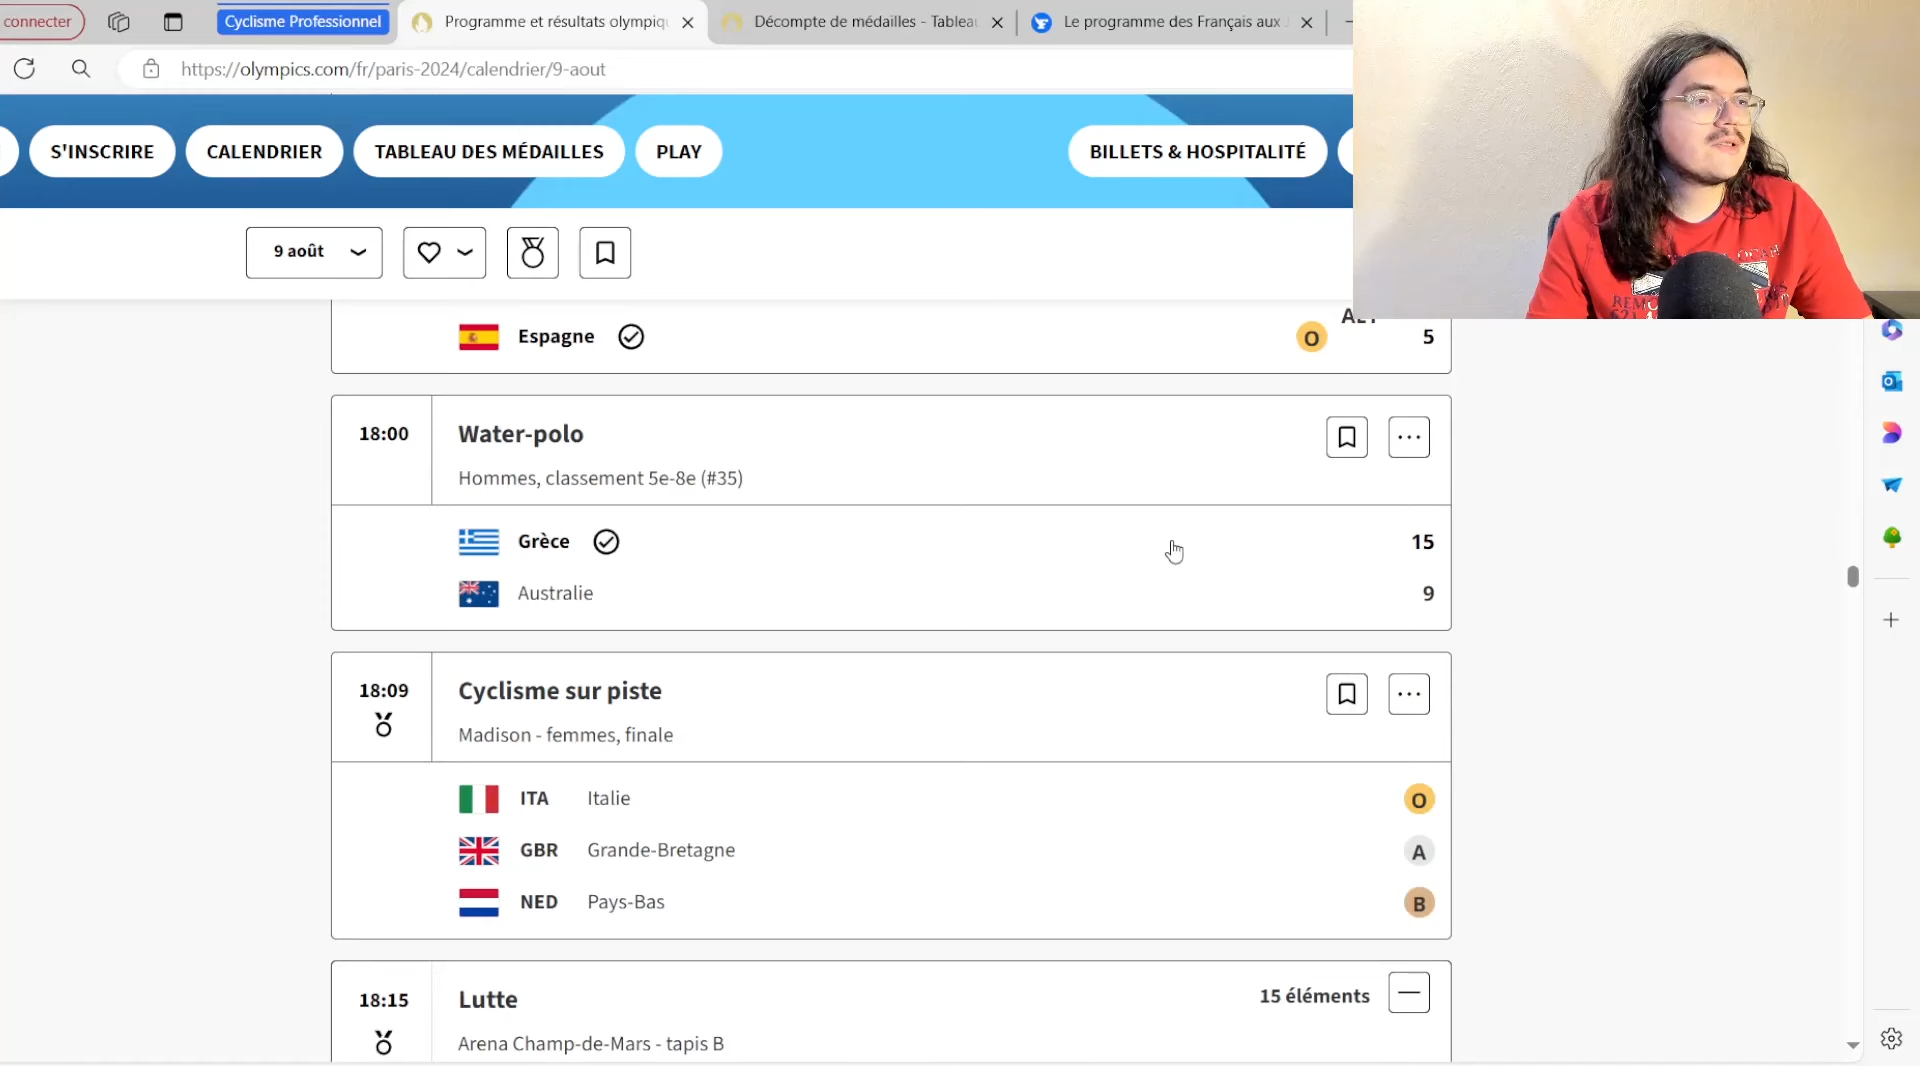 connecter
Cyclisme Professionnel
Programme et résultats olympiq
Décompte de médailles - Tableau
Le programme des Français aux J
https://olympics.com/fr/paris-2024/calendrier/9-aout
S'INSCRIRE
CALENDRIER
TABLEAU DES MÉDAILLES
PLAY
BILLETS & HOSPITALITÉ
9 août
Espagne
O
5
18:00
Water-polo
Hommes, classement 5e-8e (#35)
Grèce
15
Australie
9
18:09
Cyclisme sur piste
Madison - femmes, finale
ITA Italie
O
GBR Grande-Bretagne
A
NED Pays-Bas
B
18:15
Lutte
15 éléments
Arena Champ-de-Mars - tapis B